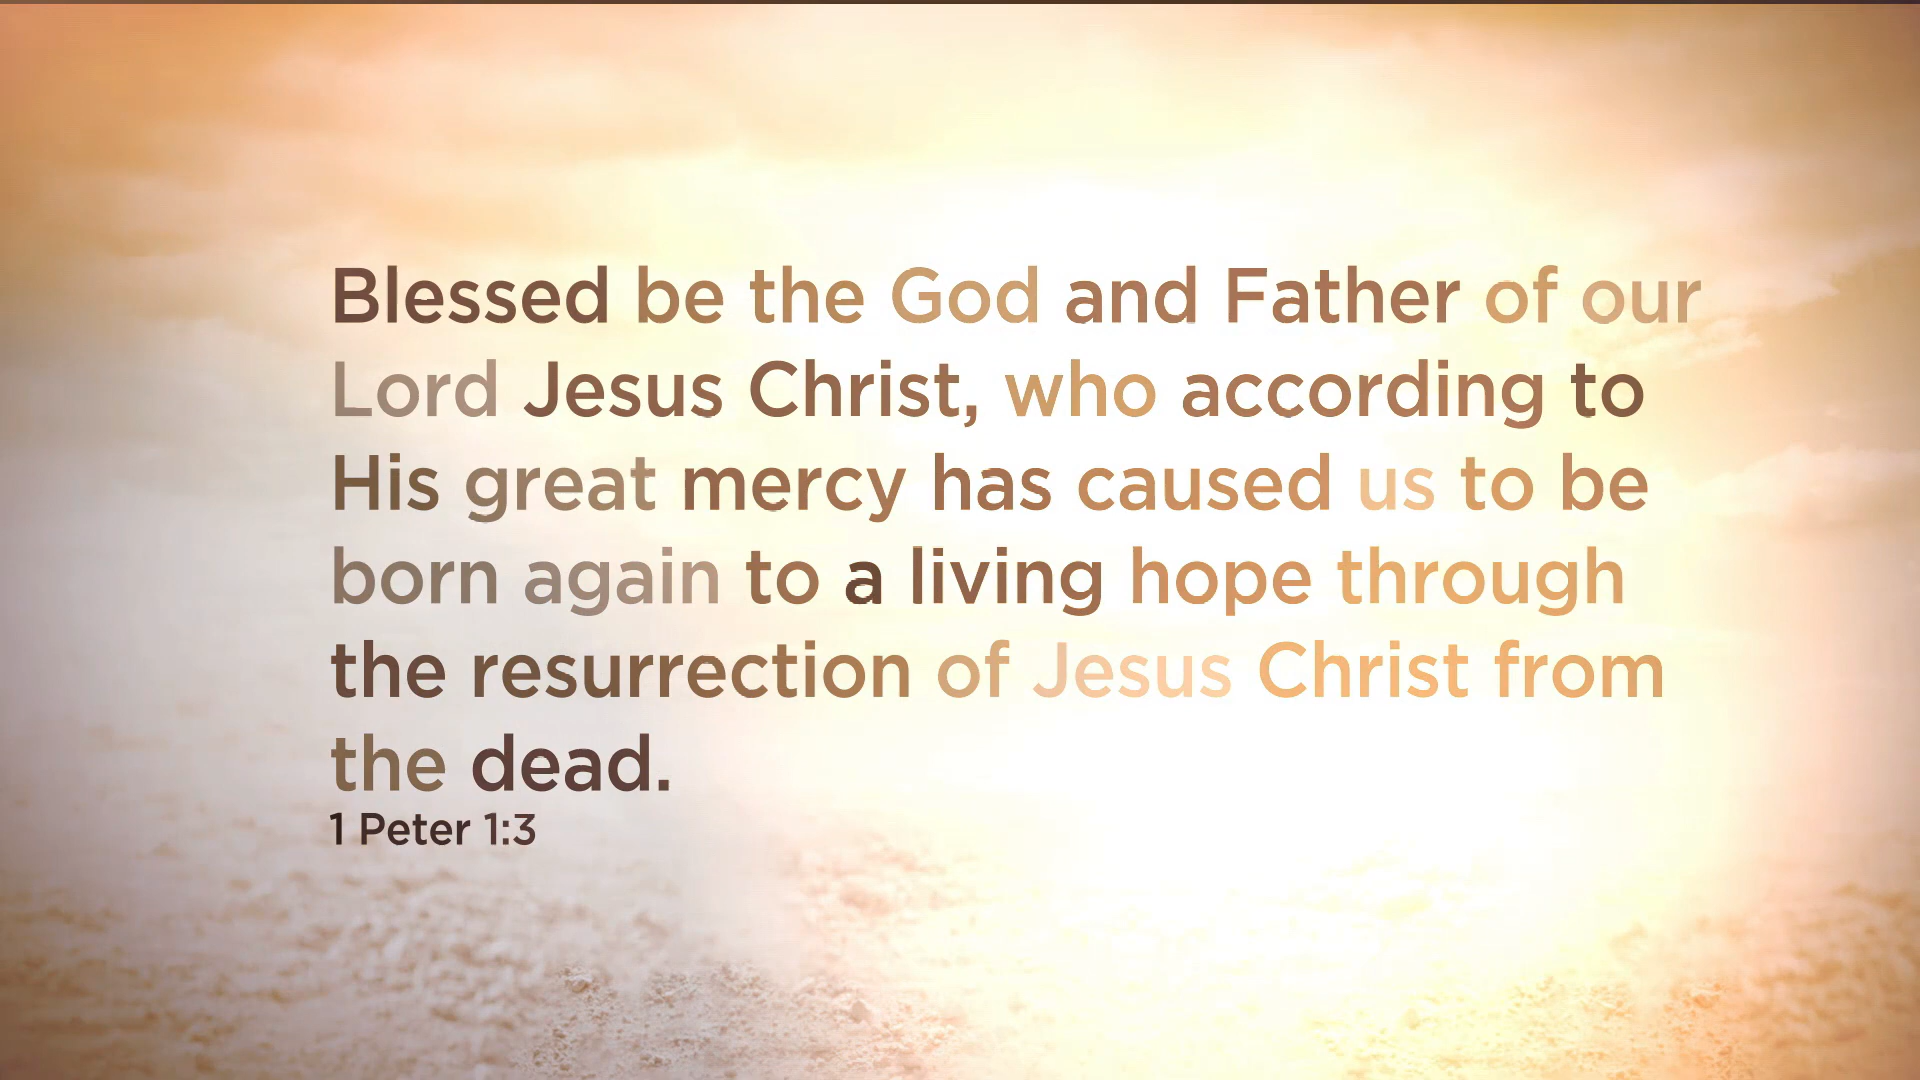 Blessed be the God and Father of our
Lord Jesus Christ, who according to
His great mercy has caused us to be
born again to a living hope through
the resurrection of Jesus Christ from
the dead.
1 Peter 1:3